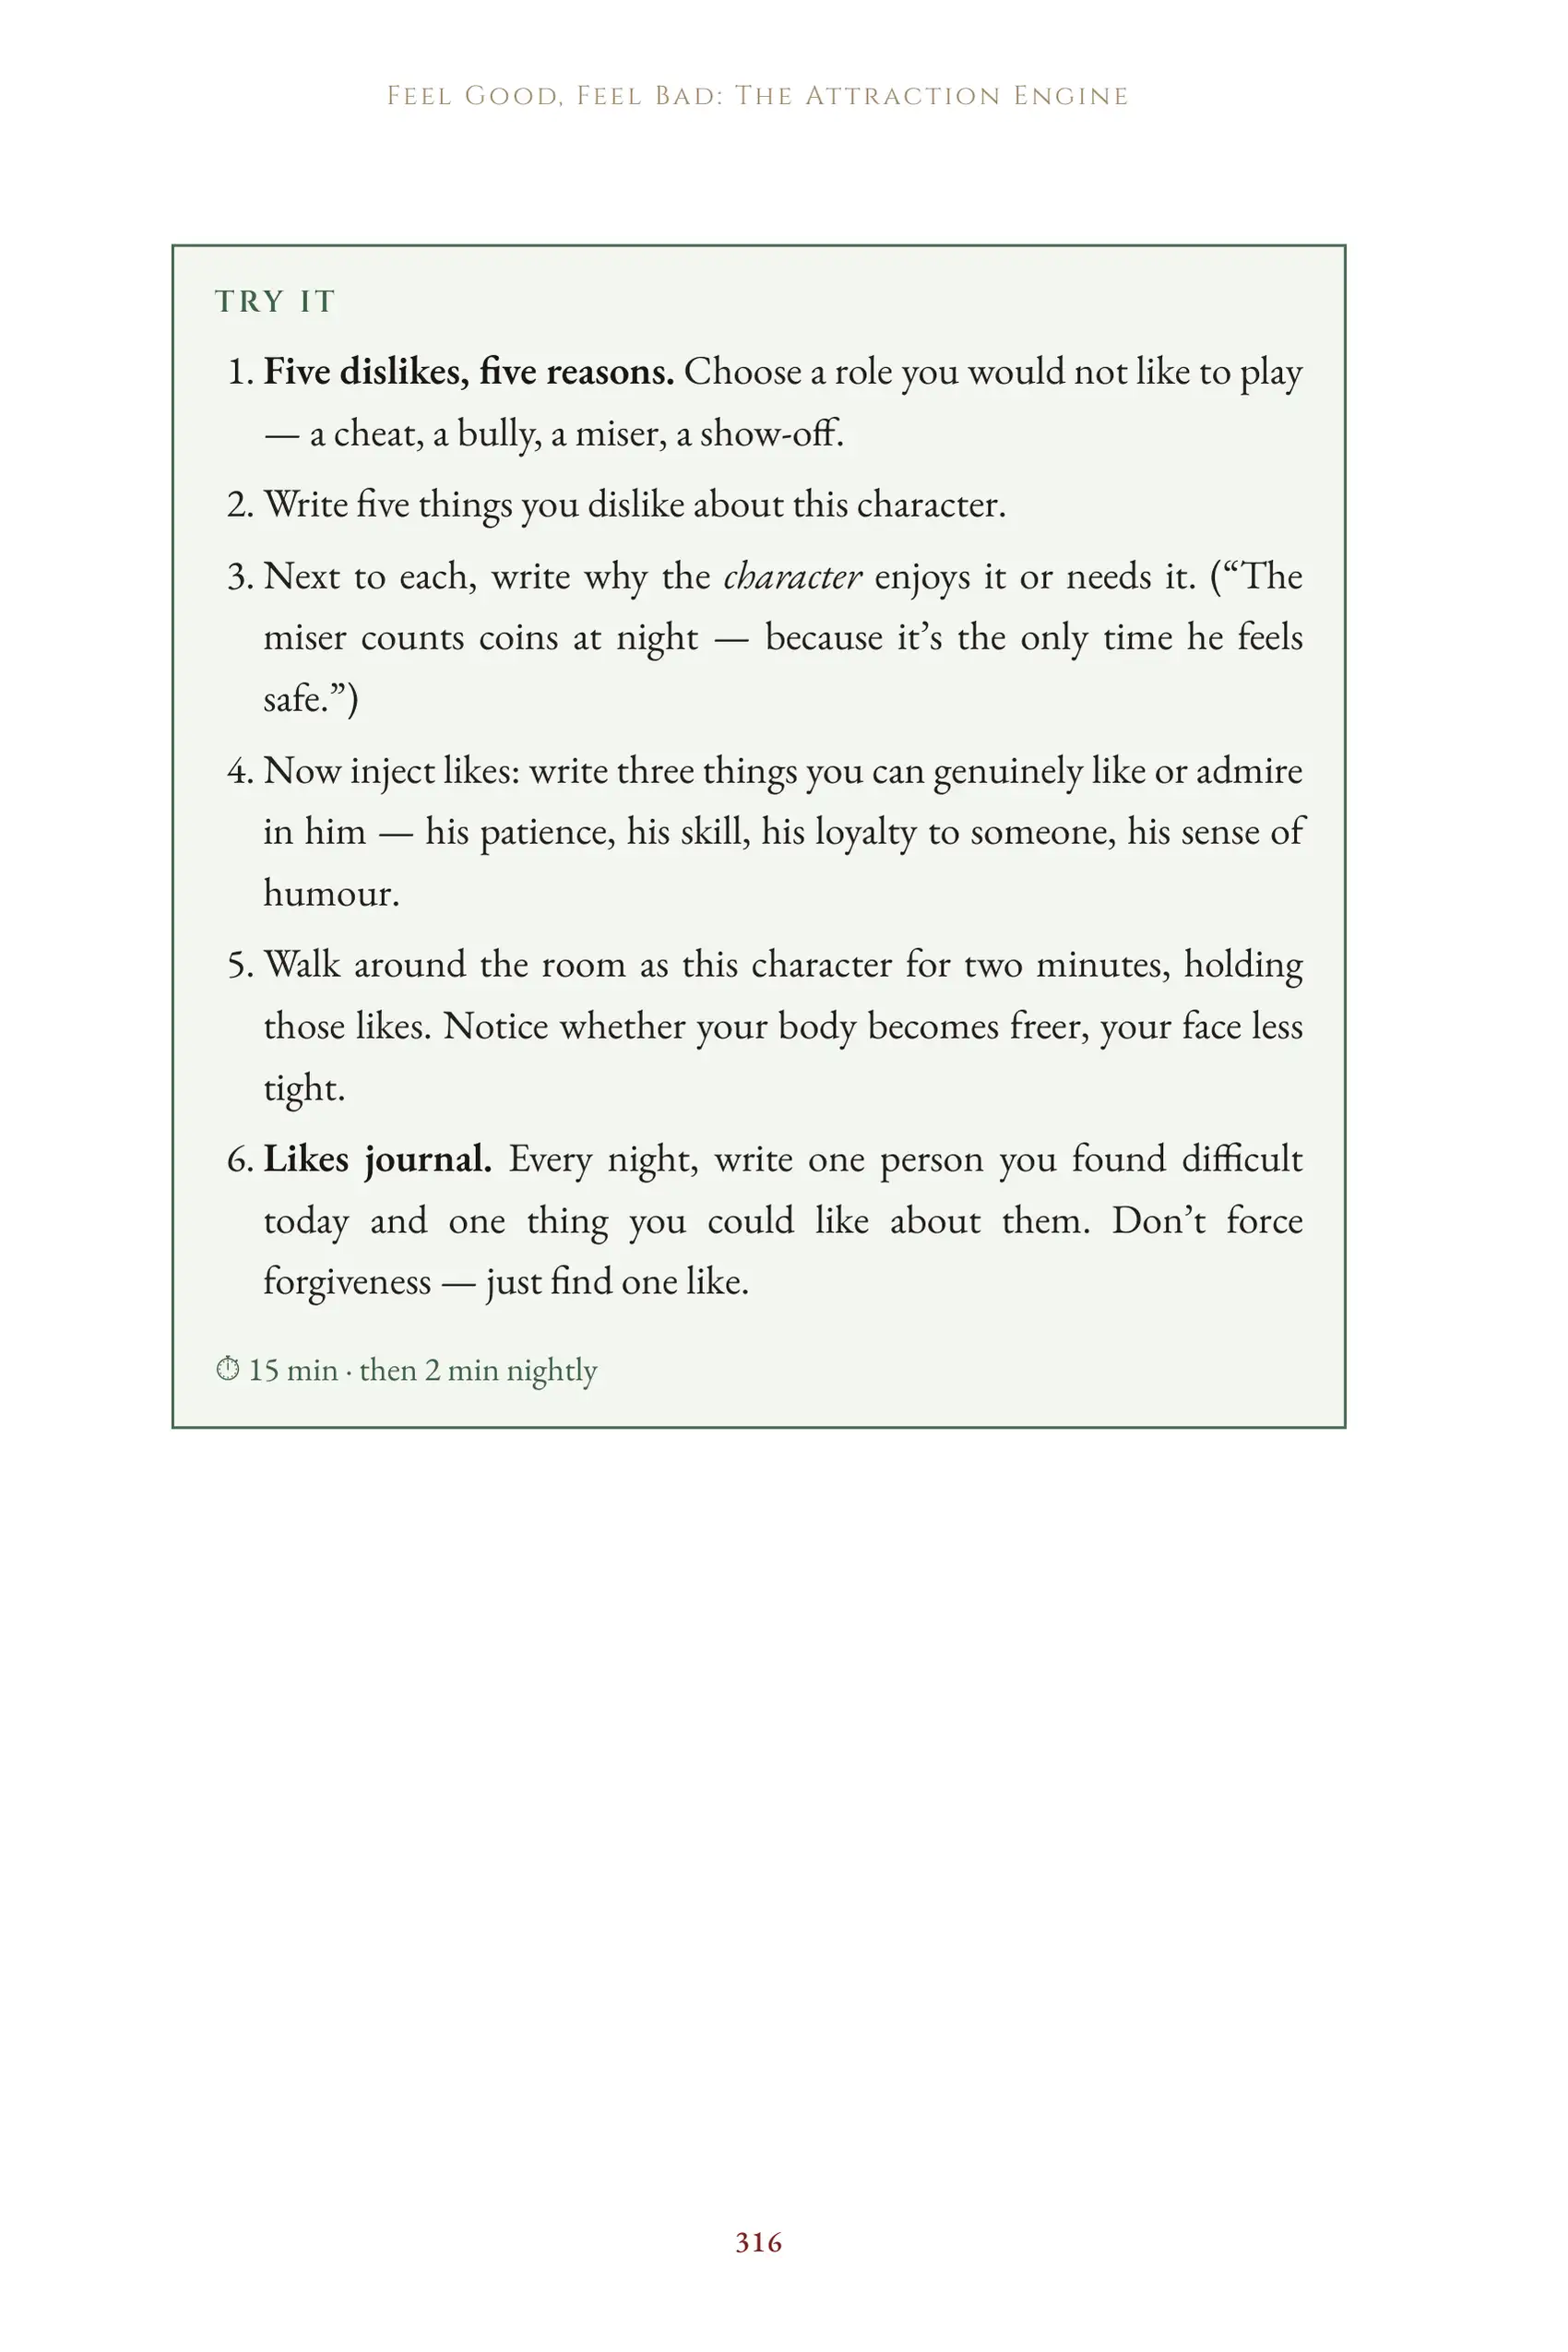 Feel Good, Feel Bad: The Attraction Engine
TRY IT
1. Five dislikes, five reasons. Choose a role you would not like to play
— a cheat, a bully, a miser, a show-off.
2. Write five things you dislike about this character.
3. Next to each, write why the character enjoys it or needs it. (“The
miser counts coins at night — because it’s the only time he feels
safe.”)
4. Now inject likes: write three things you can genuinely like or admire
in him — his patience, his skill, his loyalty to someone, his sense of
humour.
5. Walk around the room as this character for two minutes, holding
those likes. Notice whether your body becomes freer, your face less
tight.
6. Likes journal. Every night, write one person you found difficult
today and one thing you could like about them. Don’t force
forgiveness — just find one like.
⏱ 15 min · then 2 min nightly
316